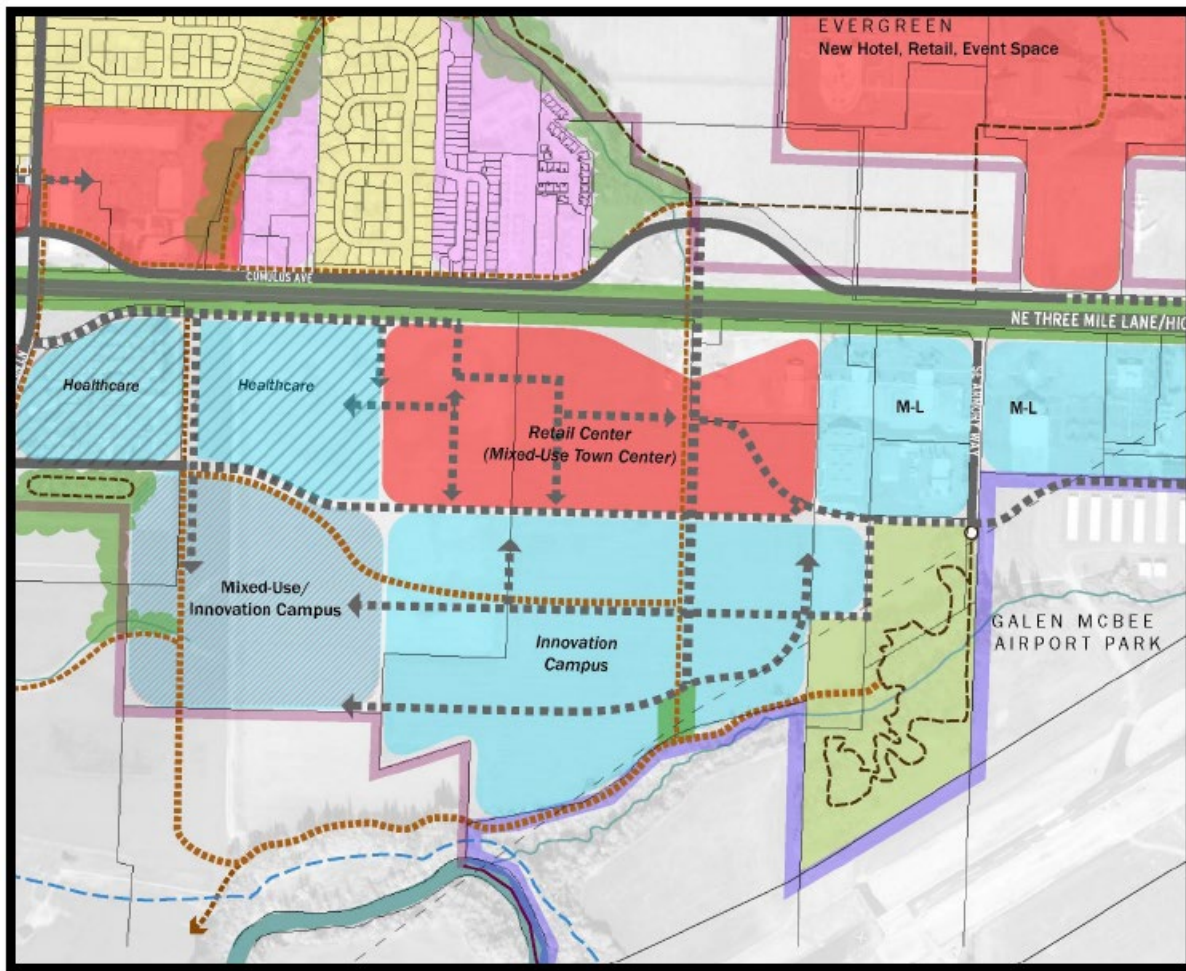 EVERGREEN
New Hotel, Retail, Event Space
CUMULUS AVE
NE THREE MILE LANE/HIG
Healthcare
Healthcare
M-L
M-L
Retail Center
(Mixed-Use Town Center)
Mixed-Use/
Innovation Campus
Innovation
Campus
GALEN MCBEE
AIRPORT PARK